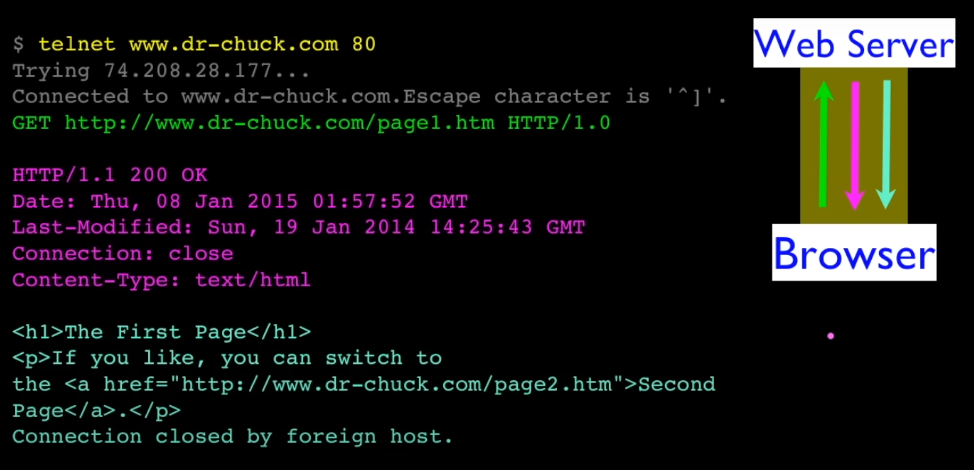 $ telnet www.dr-chuck.com 80
Trying 74.208.28.177...
Connected to www.dr-chuck.com.Escape character is '^]'.
GET http://www.dr-chuck.com/page1.htm HTTP/1.0
HTTP/1.1 200 OK
Date: Thu, 08 Jan 2015 01:57:52 GMT
Last-Modified: Sun, 19 Jan 2014 14:25:43 GMT
Connection: close
Content-Type: text/html
<h1>The First Page</h1>
<p>If you like, you can switch to
the <a href="http://www.dr-chuck.com/page2.htm">Second
Page</a>.</p>
Connection closed by foreign host.
Web Server
Browser